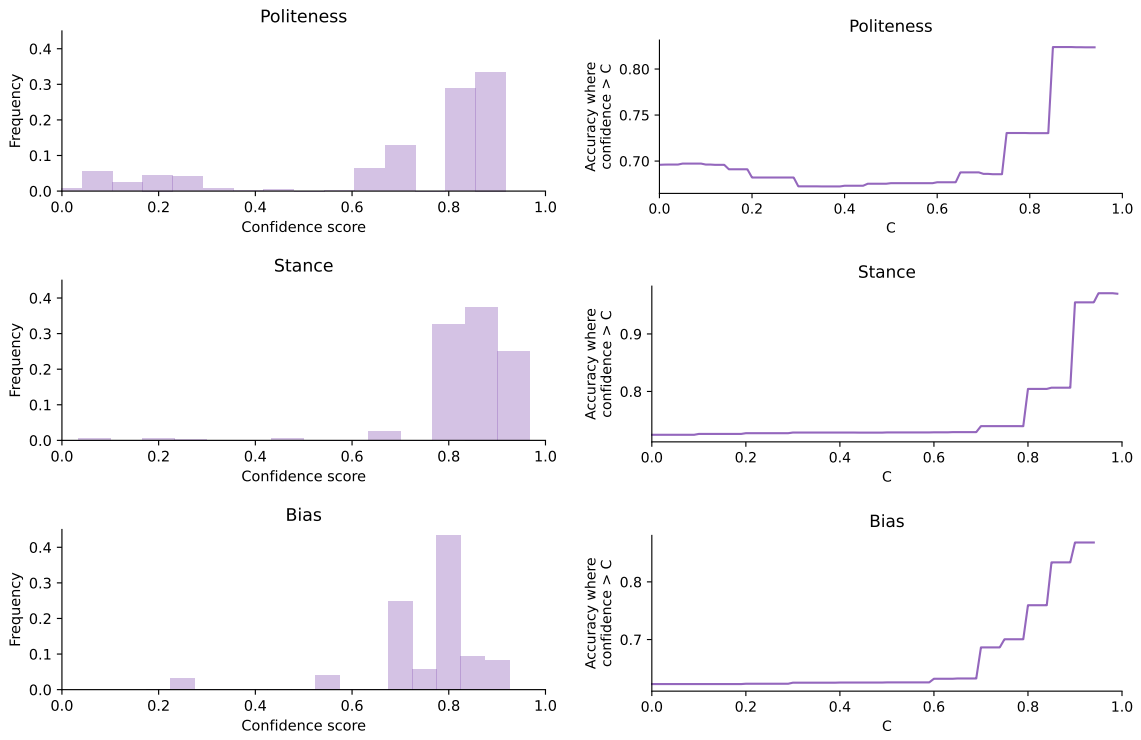 Politeness
Frequency
0.4
0.3
0.2
0.1
0.0
0.0 0.2 0.4 0.6 0.8 1.0
Confidence score
Politeness
Accuracy where
confidence > C
0.80
0.75
0.70
0.0 0.2 0.4 0.6 0.8 1.0
C
Stance
Frequency
0.4
0.3
0.2
0.1
0.0
0.0 0.2 0.4 0.6 0.8 1.0
Confidence score
Stance
Accuracy where
confidence > C
0.9
0.8
0.0 0.2 0.4 0.6 0.8 1.0
C
Bias
Frequency
0.4
0.3
0.2
0.1
0.0
0.0 0.2 0.4 0.6 0.8 1.0
Confidence score
Bias
Accuracy where
confidence > C
0.8
0.7
0.0 0.2 0.4 0.6 0.8 1.0
C